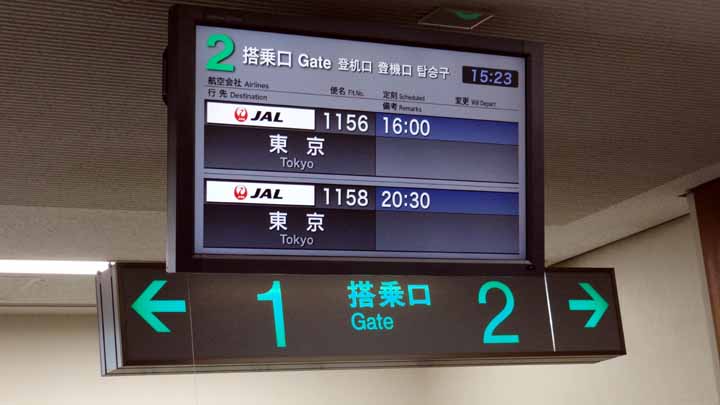 2 搭乗口 Gate 登机口 登機口 탑승구 15:23
航空会社 Airlines 便名 Flt.No. 定刻 Scheduled 変更 Will Depart
行先 Destination 備考 Remarks
JAL 1156 16:00
東京
Tokyo
JAL 1158 20:30
東京
Tokyo
← 1 搭乗口 2 →
Gate